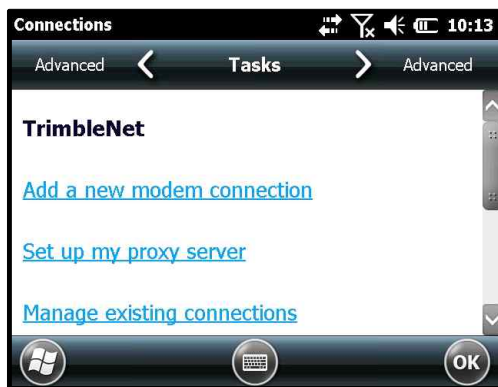 Connections 10:13
Advanced Tasks Advanced
TrimbleNet
Add a new modem connection
Set up my proxy server
Manage existing connections
OK